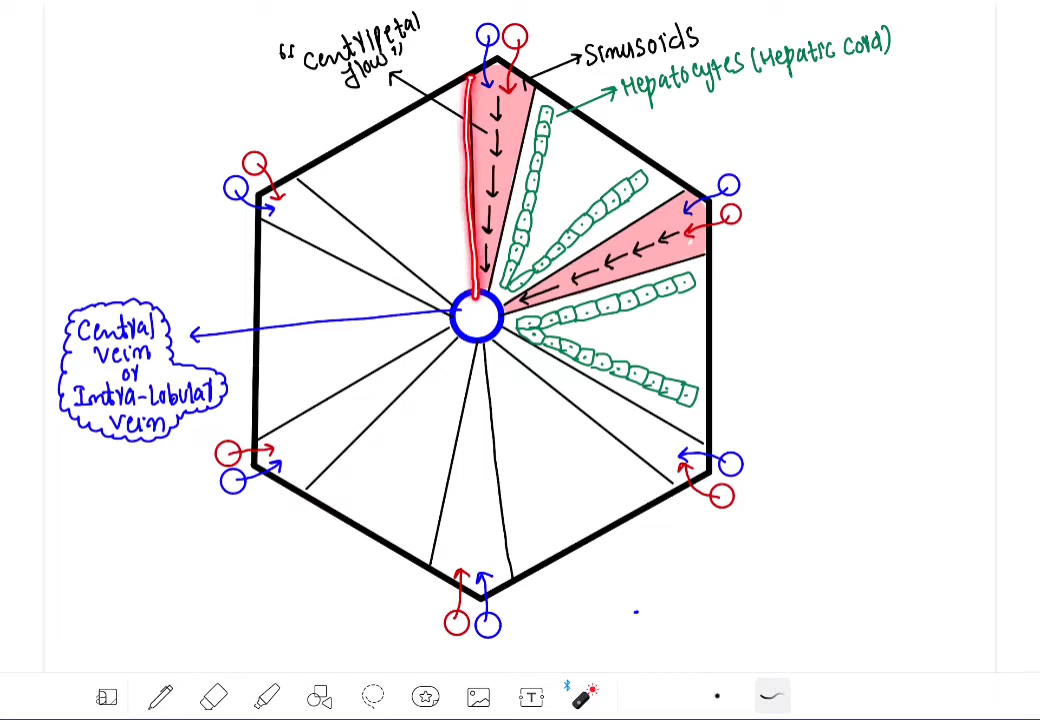 “Centripetal
flow”
Sinusoids
Hepatocytes (Hepatic Cord)
Central
vein
or
Intra-Lobular
vein
T